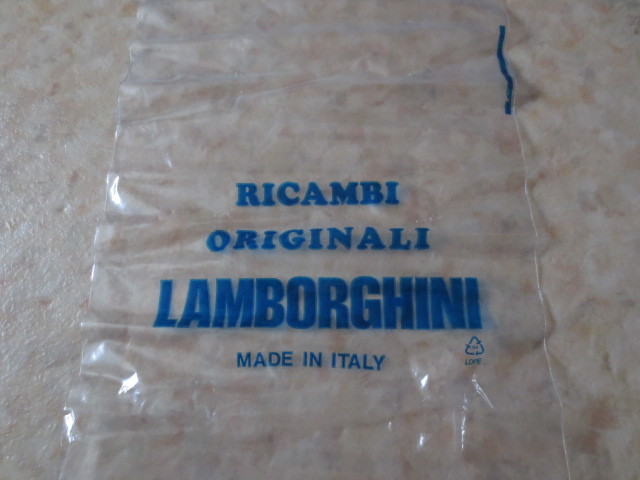 RICAMBI
ORIGINALI
LAMBORGHINI
MADE IN ITALY
LDPE